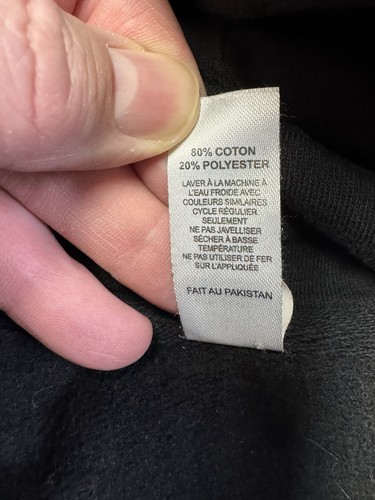 80% COTON
20% POLYESTER
LAVER À LA MACHINE À
L'EAU FROIDE AVEC
COULEURS SIMILAIRES
CYCLE RÉGULIER
SEULEMENT
NE PAS JAVELLISER
SÉCHER À BASSE
TEMPÉRATURE
NE PAS UTILISER DE FER
SUR L'APPLIQUÉE
FAIT AU PAKISTAN